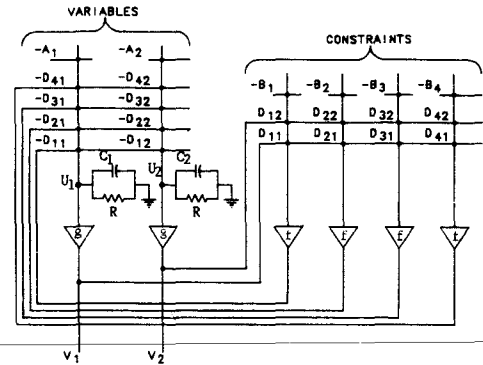 VARIABLES
CONSTRAINTS
-A1 -A2
-D41 -D42
-D31 -D32
-D21 -D22
-D11 -D12
-B1 -B2 -B3 -B4
D12 D22 D32 D42
D11 D21 D31 D41
C1 C2
U1 U2
R R
g g f f f f
V1 V2